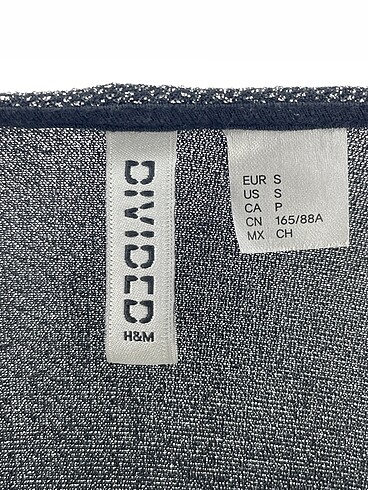 DIVIDED
H&M
EUR S
US S
CA P
CN 165/88A
MX CH